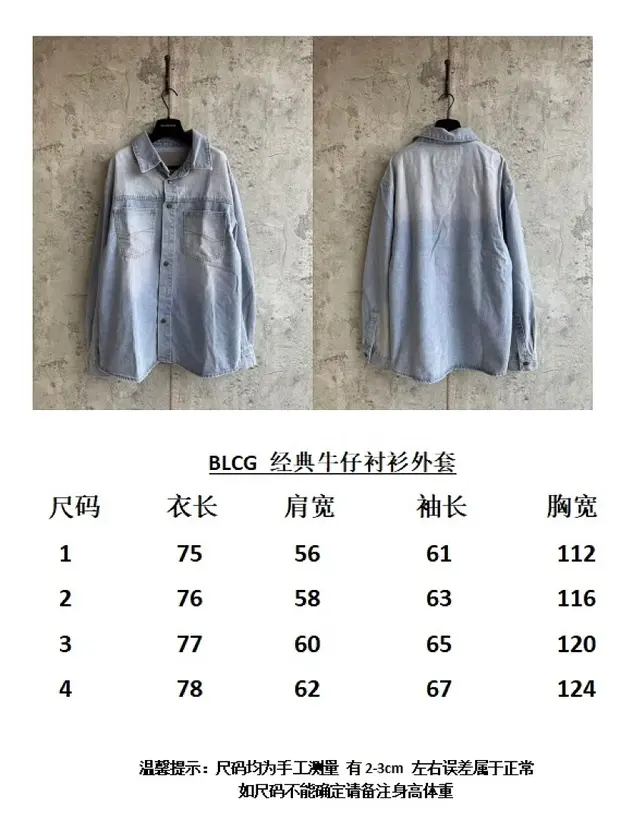 BLCG 经典牛仔衬衫外套
尺码 衣长 肩宽 袖长 胸宽
1 75 56 61 112
2 76 58 63 116
3 77 60 65 120
4 78 62 67 124
温馨提示：尺码均为手工测量 有2-3cm 左右误差属于正常
如尺码不能确定请备注身高体重